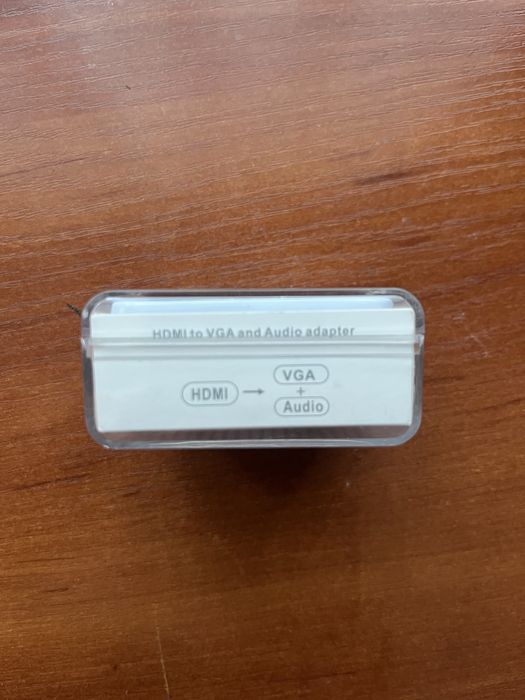 HDMI to VGA and Audio adapter
HDMI → VGA
+
Audio